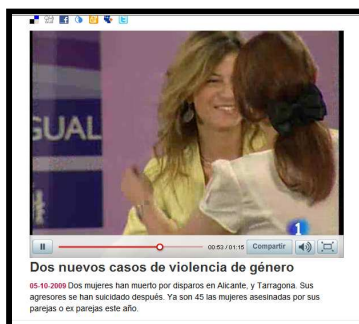 GUAL
1
00:53 / 01:15 Compartir
Dos nuevos casos de violencia de género
05-10-2009 Dos mujeres han muerto por disparos en Alicante, y Tarragona. Sus
agresores se han suicidado después. Ya son 45 las mujeres asesinadas por sus
parejas o ex parejas este año.